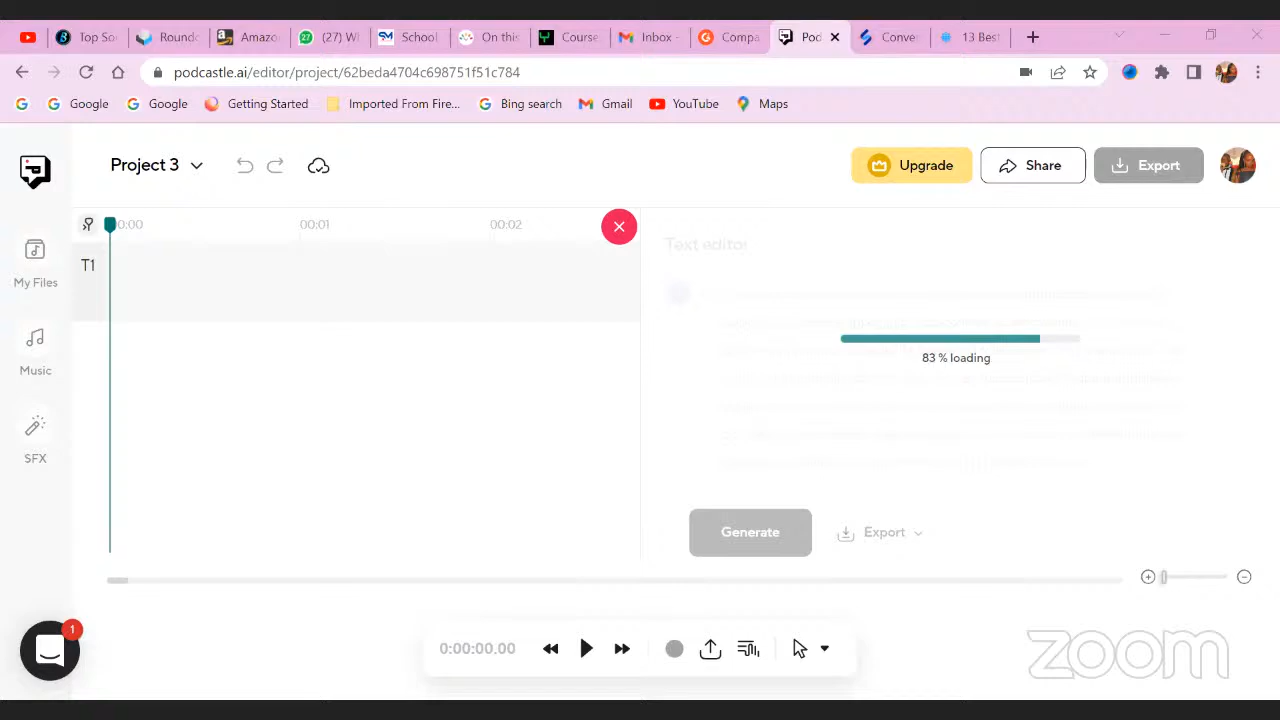 Top So
Round
Amazo
(27) W
School
On this
Course
Inbox -
Compa
Pod
Conve
13 Best
podcastle.ai/editor/project/62beda4704c698751f51c784
Google
Google
Getting Started
Imported From Fire...
Bing search
Gmail
YouTube
Maps
Project 3
Upgrade
Share
Export
00:00
00:01
00:02
Text editor
T1
My Files
83 % loading
Music
SFX
Generate
Export
1
0:00:00.00
zoom